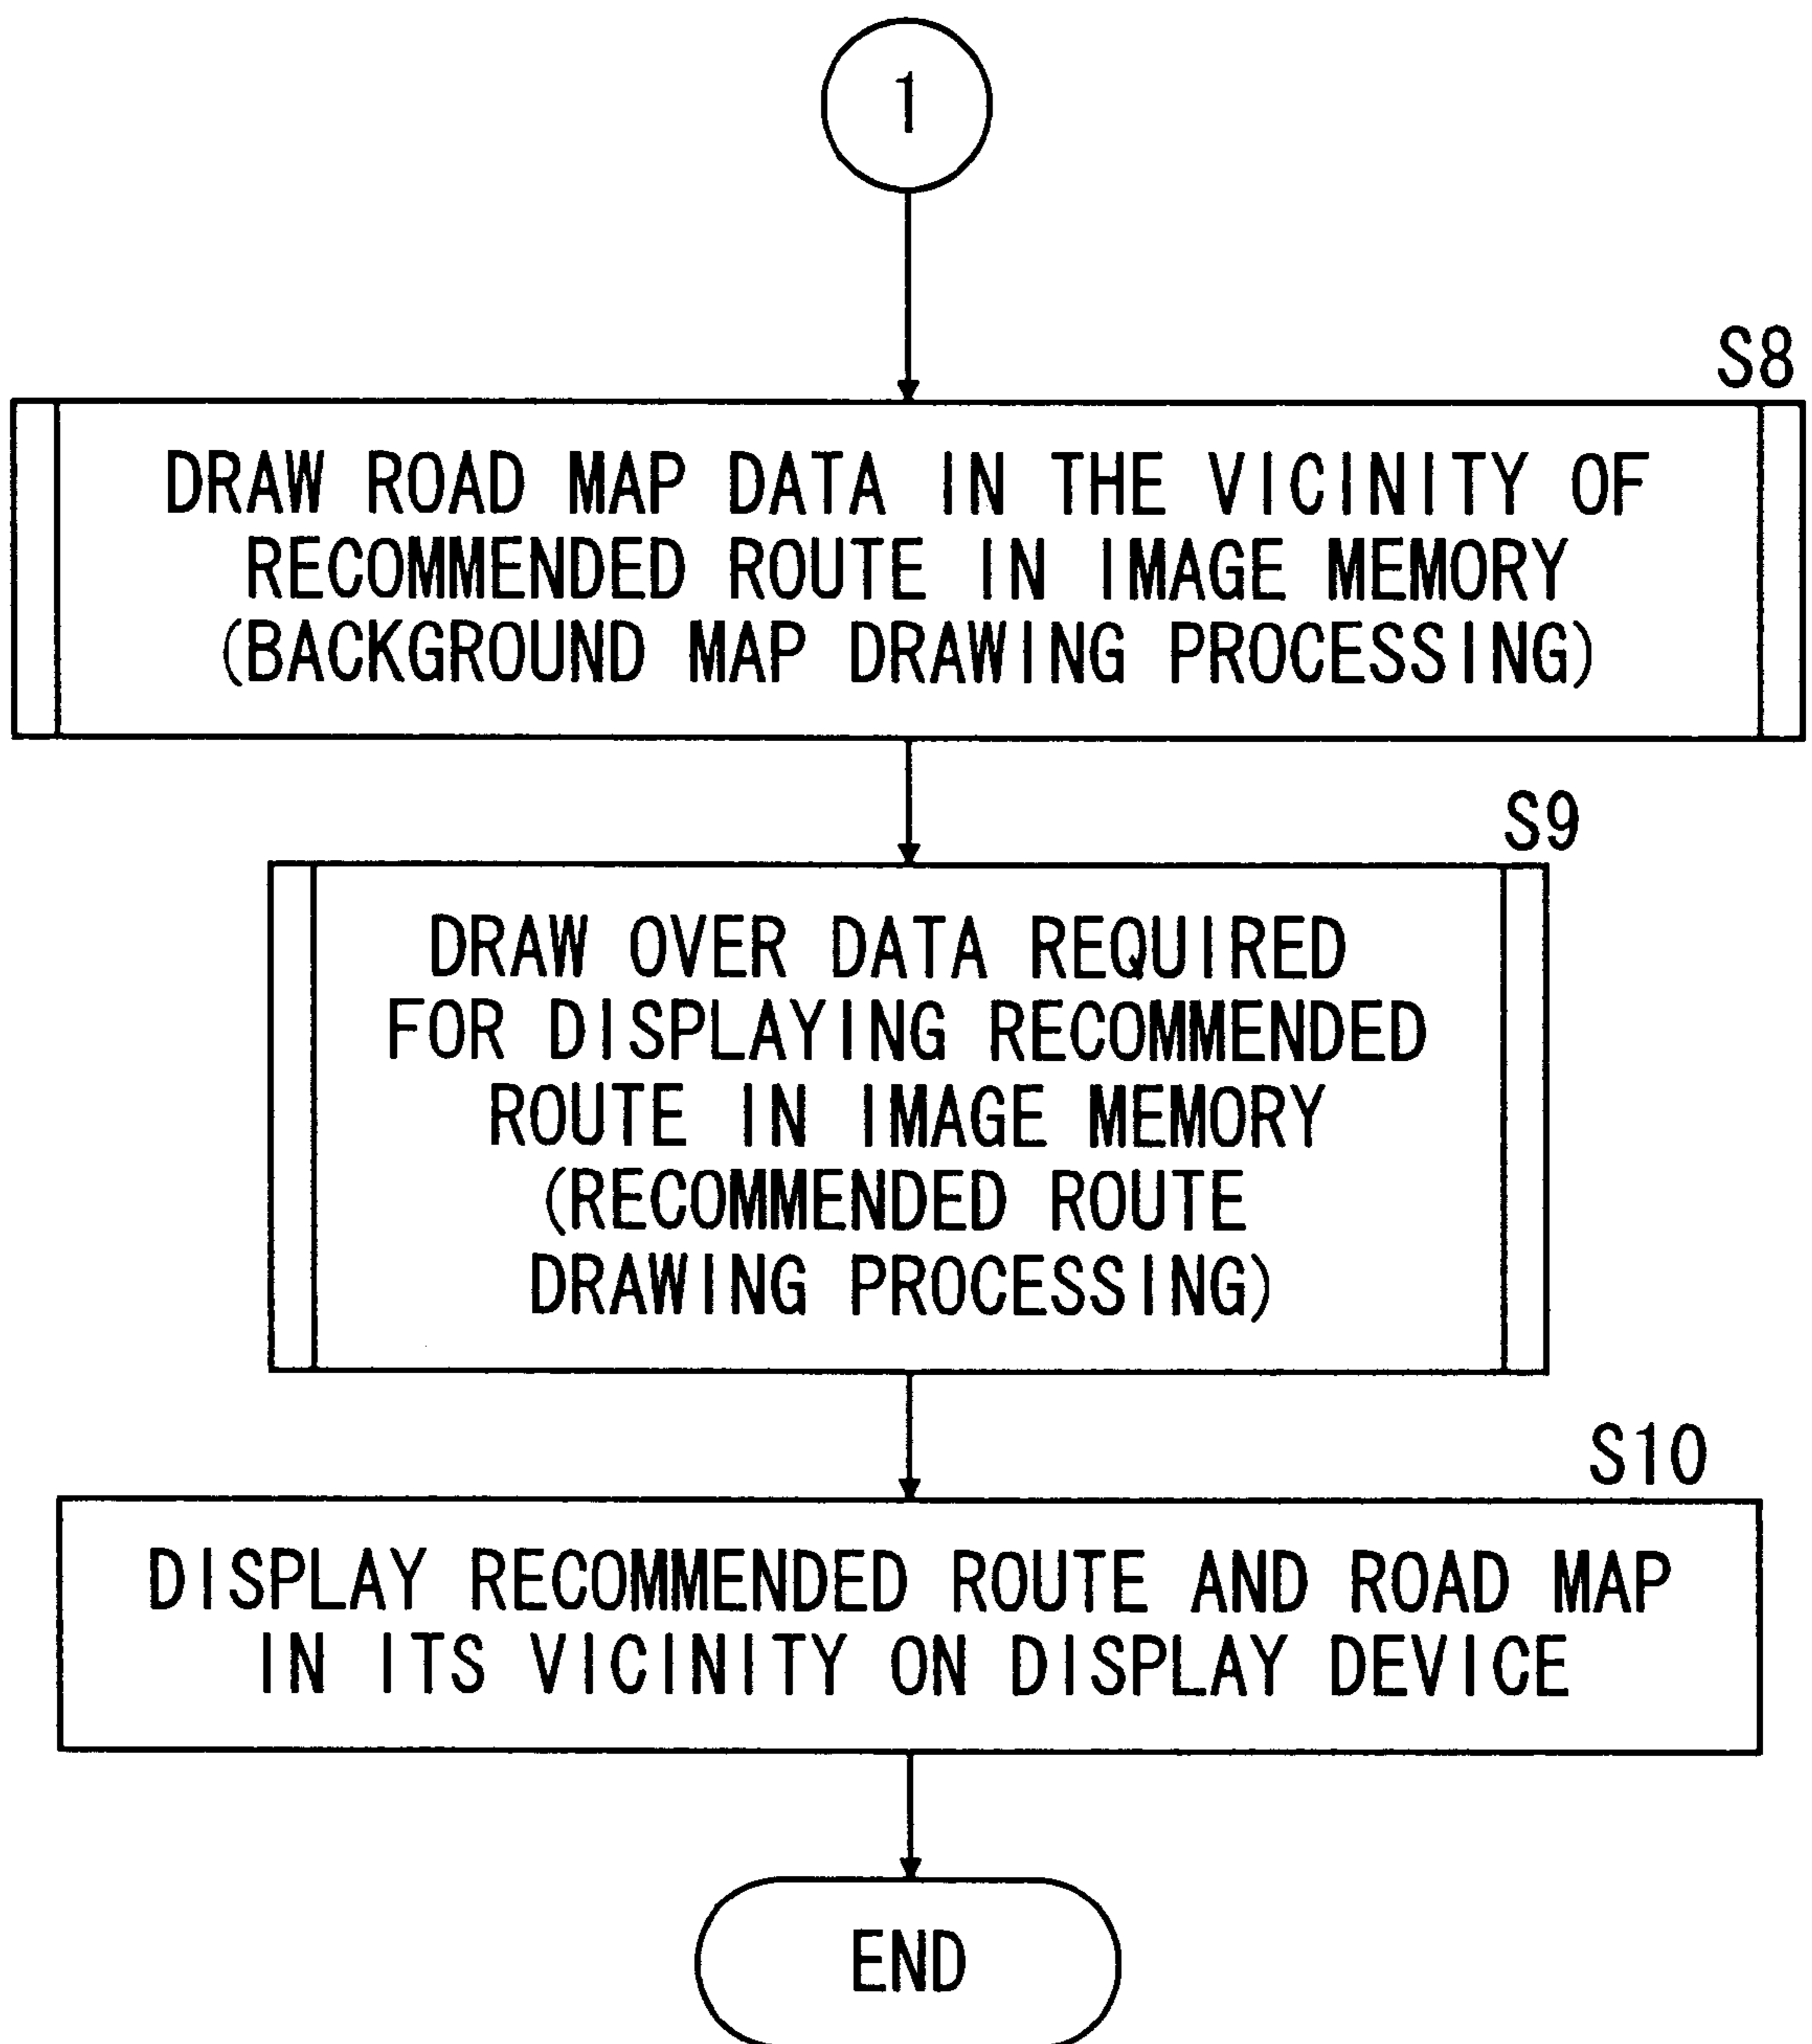 1
S8
DRAW ROAD MAP DATA IN THE VICINITY OF
RECOMMENDED ROUTE IN IMAGE MEMORY
(BACKGROUND MAP DRAWING PROCESSING)
S9
DRAW OVER DATA REQUIRED
FOR DISPLAYING RECOMMENDED
ROUTE IN IMAGE MEMORY
(RECOMMENDED ROUTE
DRAWING PROCESSING)
S10
DISPLAY RECOMMENDED ROUTE AND ROAD MAP
IN ITS VICINITY ON DISPLAY DEVICE
END